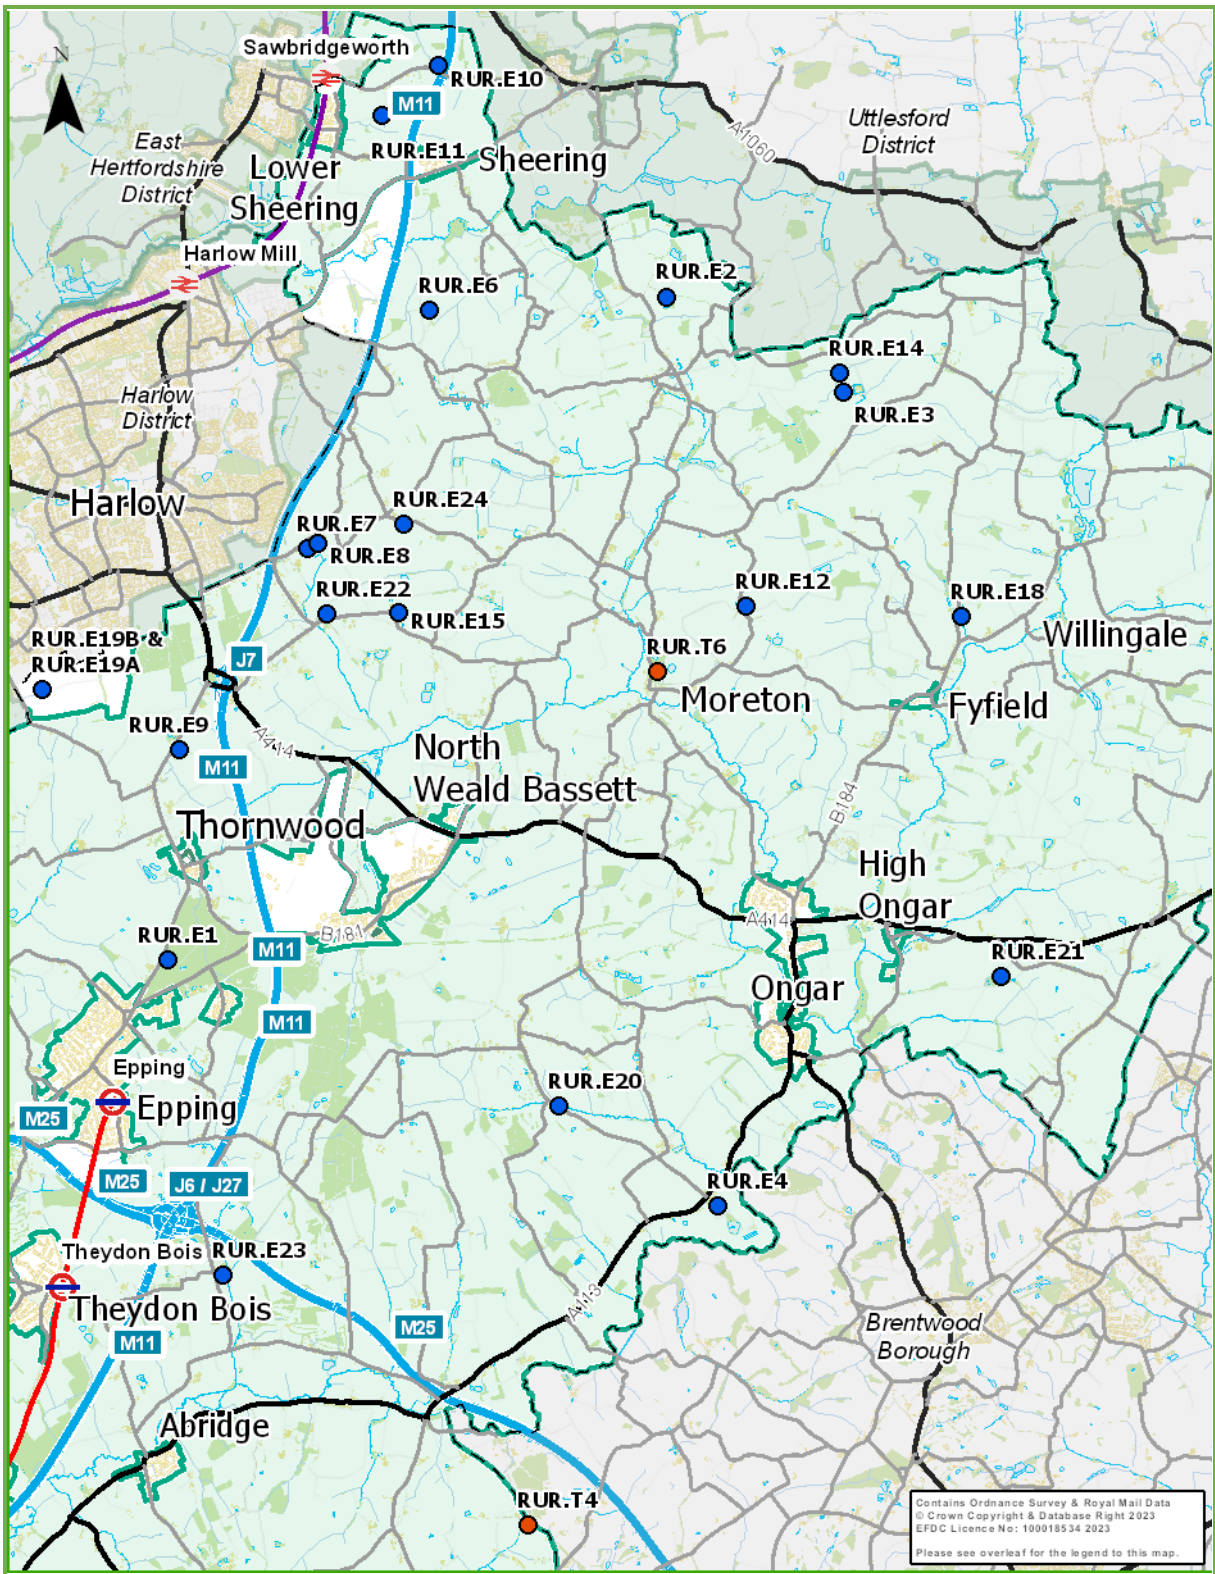 N
Sawbridgeworth
RUR.E10
M11
East
Hertfordshire
District
RUR.E11
Lower
Sheering
Sheering
A1060
Uttlesford
District
Harlow Mill
RUR.E6
RUR.E2
RUR.E14
RUR.E3
Harlow
District
Harlow
RUR.E24
RUR.E7
RUR.E8
RUR.E22
RUR.E15
RUR.E12
RUR.E18
Willingale
RUR.E19B &
RUR.E19A
J7
RUR.T6
Moreton
Fyfield
RUR.E9
A414
M11
North
Weald Bassett
B184
Thornwood
High
Ongar
A414
RUR.E1
B181
M11
RUR.E21
Ongar
M11
Epping
Epping
RUR.E20
M25
M25
J6 / J27
RUR.E4
Theydon Bois
RUR.E23
Theydon Bois
A113
M25
M11
Brentwood
Borough
Abridge
RUR.T4
Contains Ordnance Survey & Royal Mail Data
© Crown Copyright & Database Right 2023
EFDC Licence No: 100018534 2023
Please see overleaf for the legend to this map.